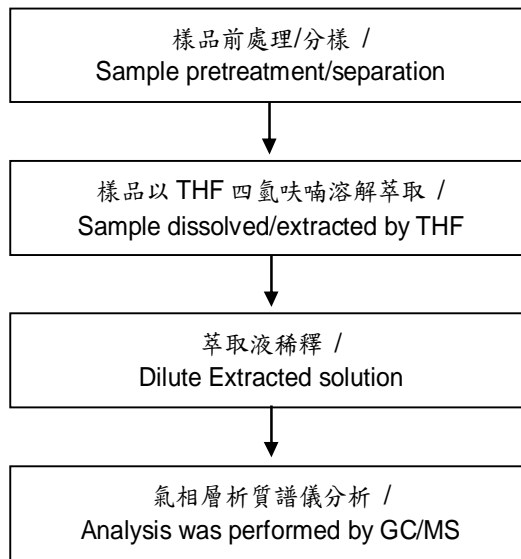 樣品前處理/分樣 /
Sample pretreatment/separation
樣品以 THF 四氫呋喃溶解萃取 /
Sample dissolved/extracted by THF
萃取液稀釋 /
Dilute Extracted solution
氣相層析質譜儀分析 /
Analysis was performed by GC/MS